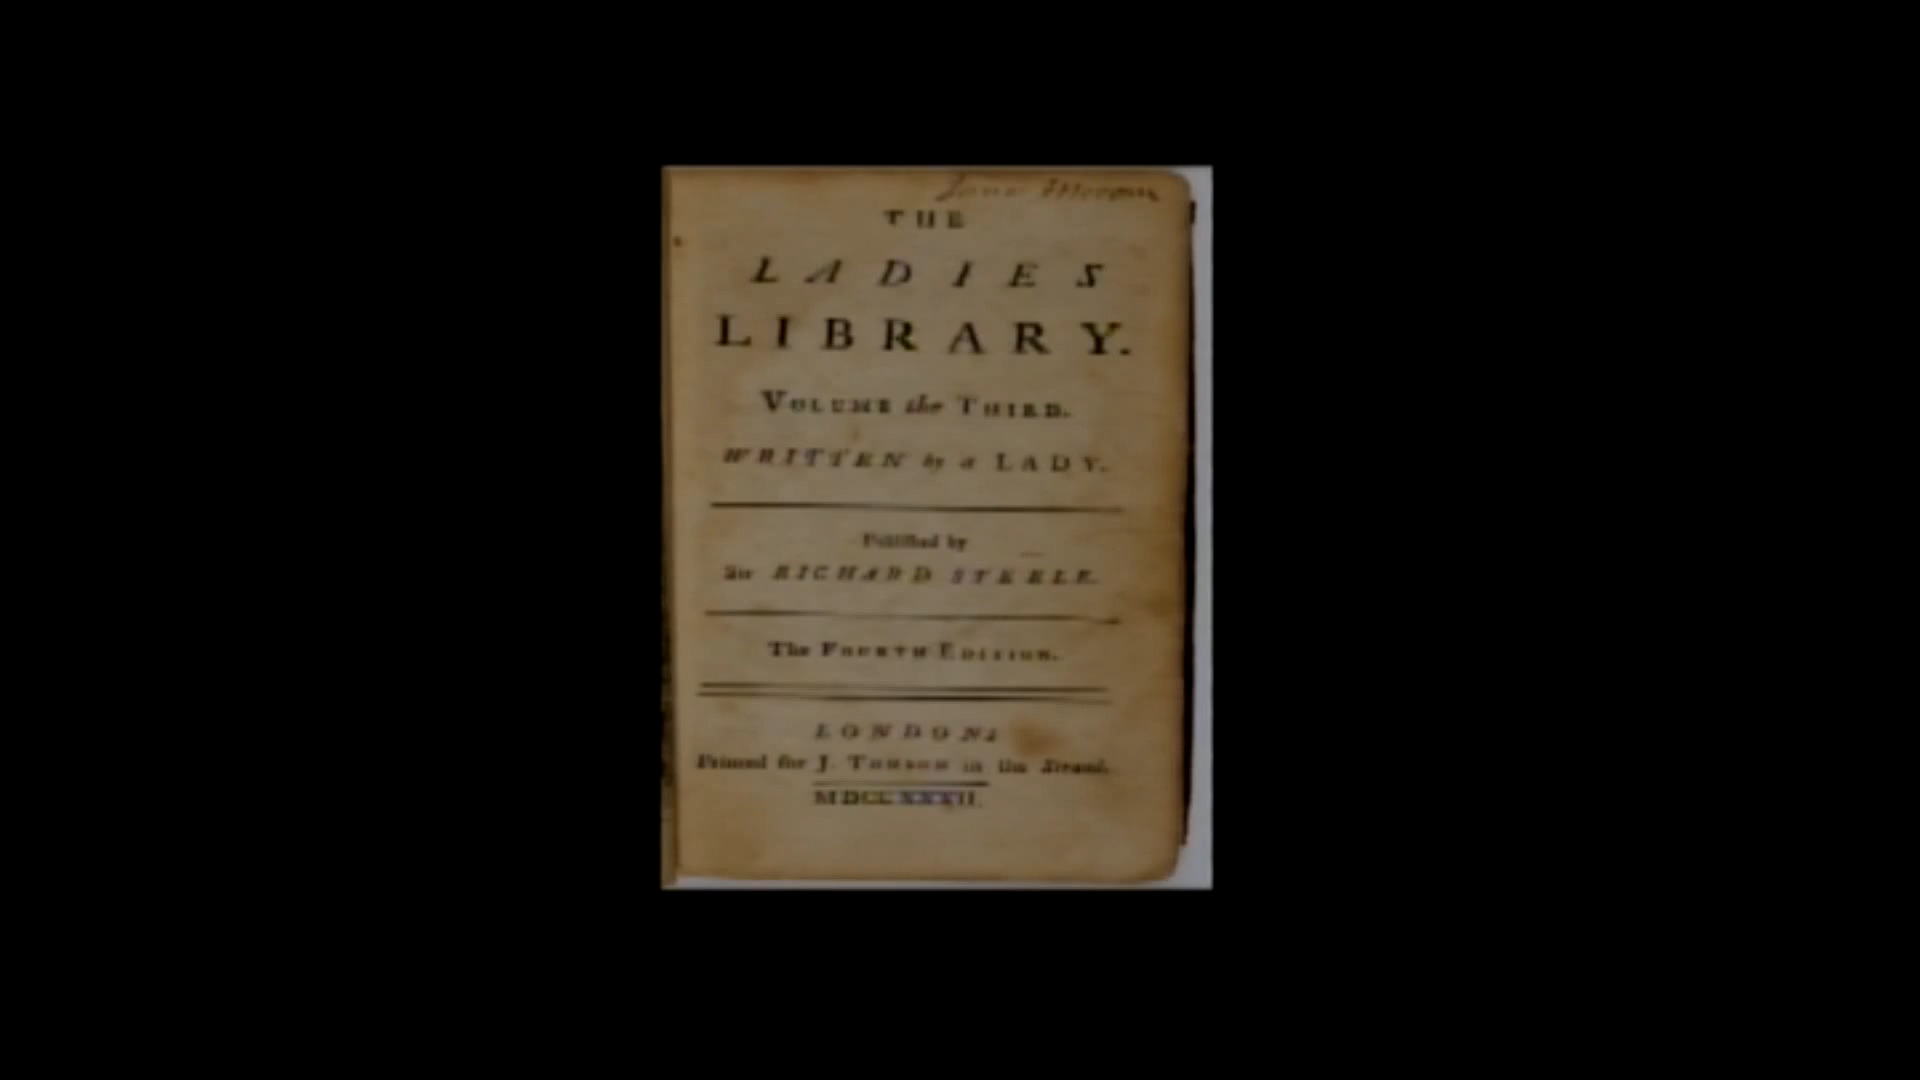 THE
LADIES
LIBRARY.
VOLUME the THIRD.
WRITTEN by a LADY.
Published by
Sir RICHARD STEELE.
The FOURTH EDITION.
LONDON:
Printed for J. TONSON in the Strand.
MDCCXXXII.